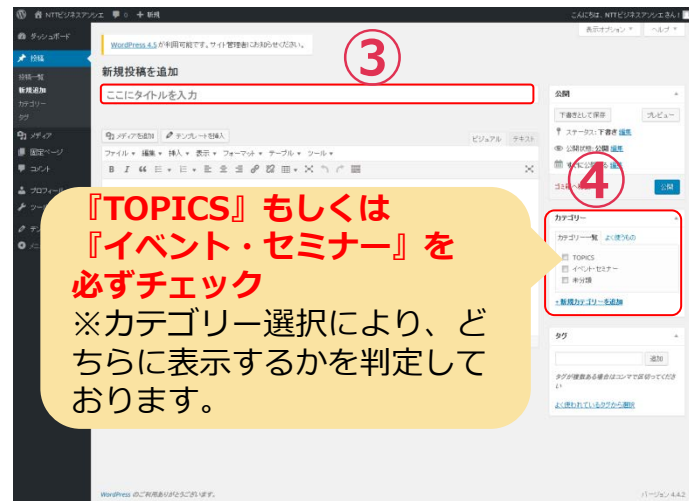 NTTビジネスアソシエ 0 + 新規
こんにちは、NTTビジネスアソシエさん!
表示オプション ▼ ヘルプ ▼
ダッシュボード
WordPress 4.5 が利用可能です。サイト管理者にお知らせください。
投稿
投稿一覧
新規追加
カテゴリー
タグ
メディア
固定ページ
コメント
プロフィール
新規投稿を追加
③
ここにタイトルを入力
メディアを追加 テンプレートを挿入
ビジュアル テキスト
ファイル ▼ 編集 ▼ 挿入 ▼ 表示 ▼ フォーマット ▼ テーブル ▼ ツール ▼
B I
公開
下書きとして保存 プレビュー
ステータス: 下書き 編集
公開状態: 公開 編集
公開
④
カテゴリー
カテゴリー一覧 よく使うもの
TOPICS
イベント・セミナー
未分類
+ 新規カテゴリーを追加
タグ
追加
タグが複数ある場合はコンマで区切ってくださ
い
よく使われているタグから選択
『TOPICS』もしくは
『イベント・セミナー』を
必ずチェック
※カテゴリー選択により、ど
ちらに表示するかを判定して
おります。
WordPress のご利用ありがとうございます。
バージョン 4.4.2